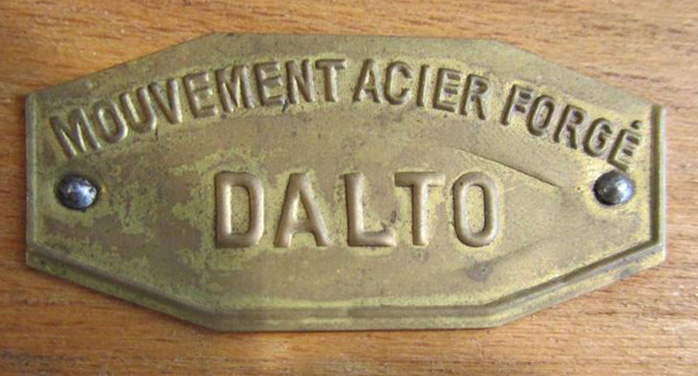 MOUVEMENT ACIER FORGÉ
DALTO